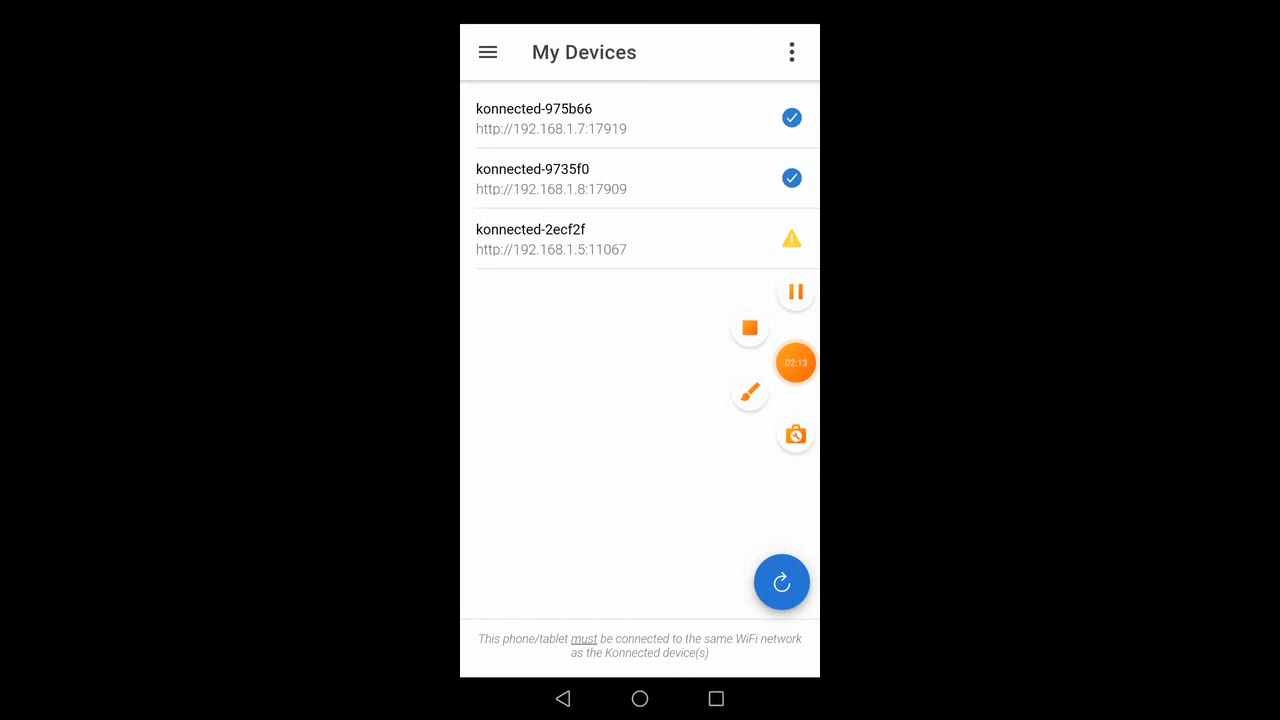 My Devices
konnected-975b66
http://192.168.1.7:17919
konnected-9735f0
http://192.168.1.8:17909
konnected-2ecf2f
http://192.168.1.5:11067
02:13
This phone/tablet must be connected to the same WiFi network
as the Konnected device(s)